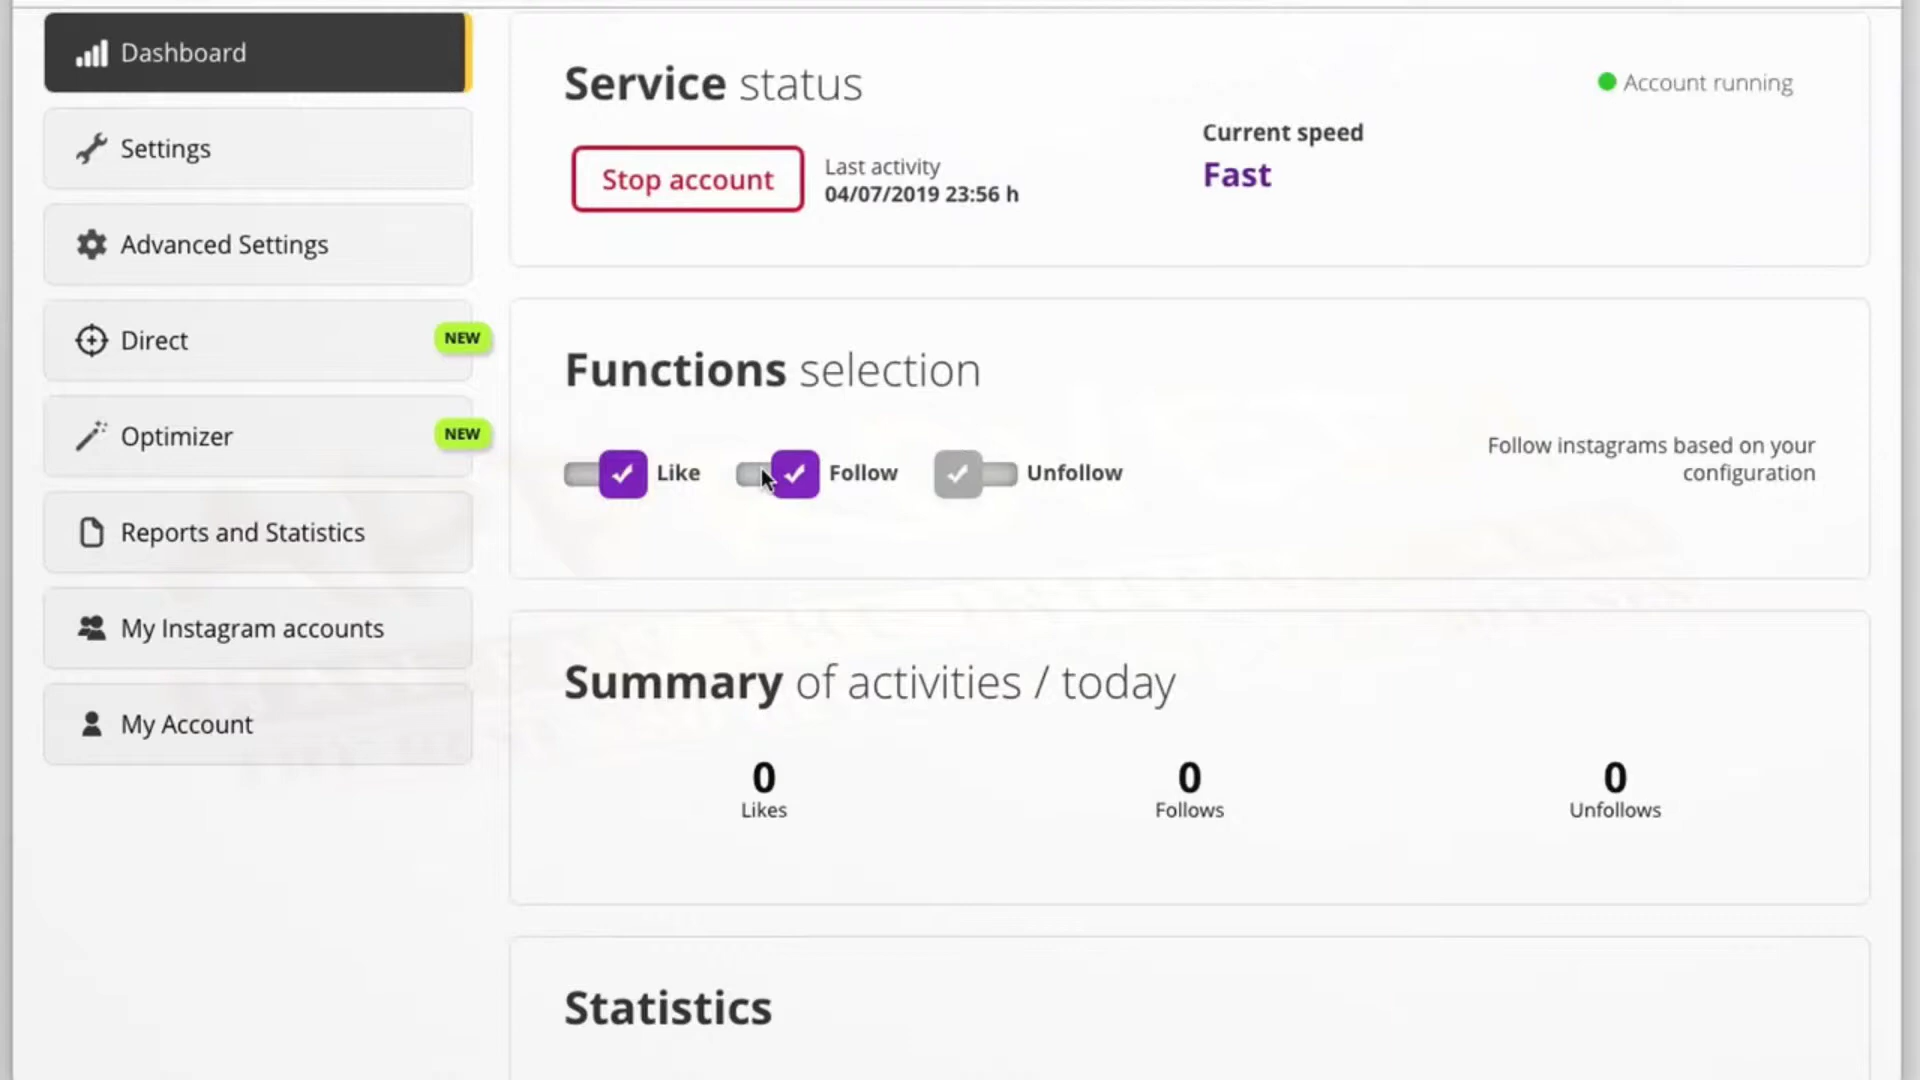 Dashboard
Settings
Advanced Settings
Direct
NEW
Optimizer
NEW
Reports and Statistics
My Instagram accounts
My Account
Service status
Account running
Stop account
Last activity
04/07/2019 23:56 h
Current speed
Fast
Functions selection
Like
Follow
Unfollow
Follow instagrams based on your
configuration
Summary of activities / today
0
Likes
0
Follows
0
Unfollows
Statistics